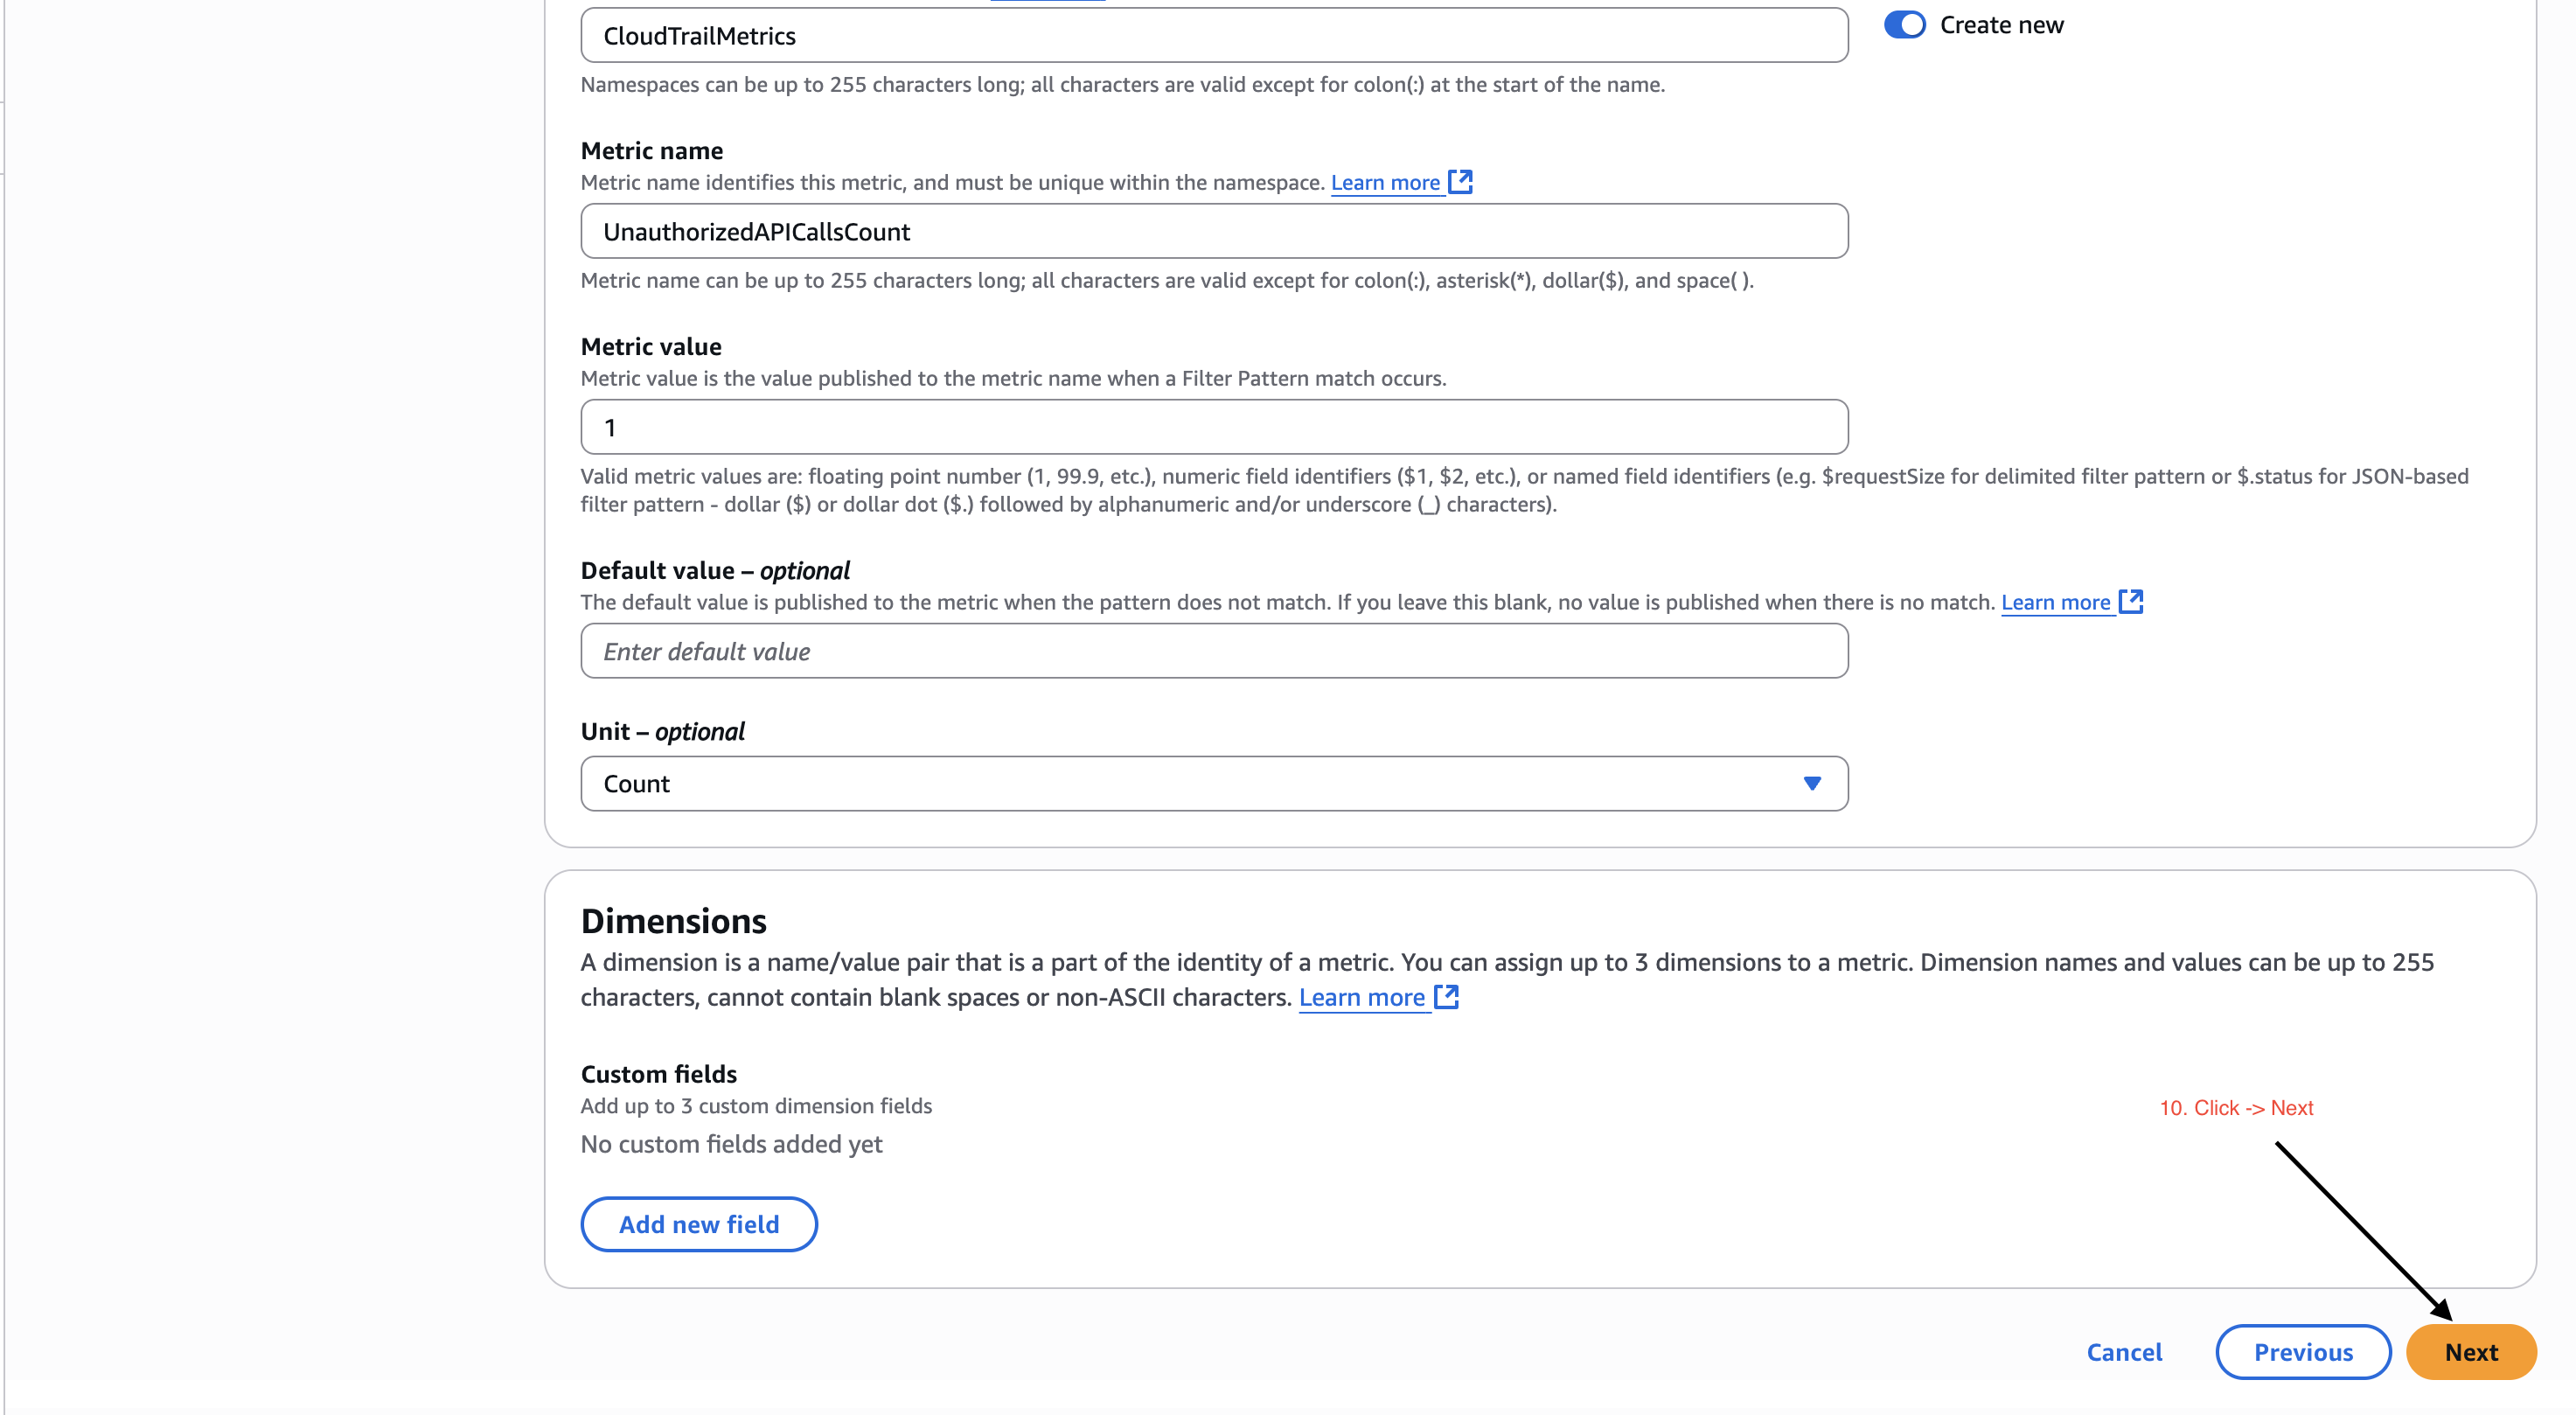 CloudTrailMetrics
Create new
Namespaces can be up to 255 characters long; all characters are valid except for colon(:) at the start of the name.
Metric name
Metric name identifies this metric, and must be unique within the namespace. Learn more
UnauthorizedAPICallsCount
Metric name can be up to 255 characters long; all characters are valid except for colon(:), asterisk(*), dollar($), and space( ).
Metric value
Metric value is the value published to the metric name when a Filter Pattern match occurs.
1
Valid metric values are: floating point number (1, 99.9, etc.), numeric field identifiers ($1, $2, etc.), or named field identifiers (e.g. $requestSize for delimited filter pattern or $.status for JSON-based
filter pattern - dollar ($) or dollar dot ($.) followed by alphanumeric and/or underscore (_) characters).
Default value – optional
The default value is published to the metric when the pattern does not match. If you leave this blank, no value is published when there is no match. Learn more
Enter default value
Unit – optional
Count
Dimensions
A dimension is a name/value pair that is a part of the identity of a metric. You can assign up to 3 dimensions to a metric. Dimension names and values can be up to 255
characters, cannot contain blank spaces or non-ASCII characters. Learn more
Custom fields
Add up to 3 custom dimension fields
10. Click -> Next
No custom fields added yet
Add new field
Cancel
Previous
Next